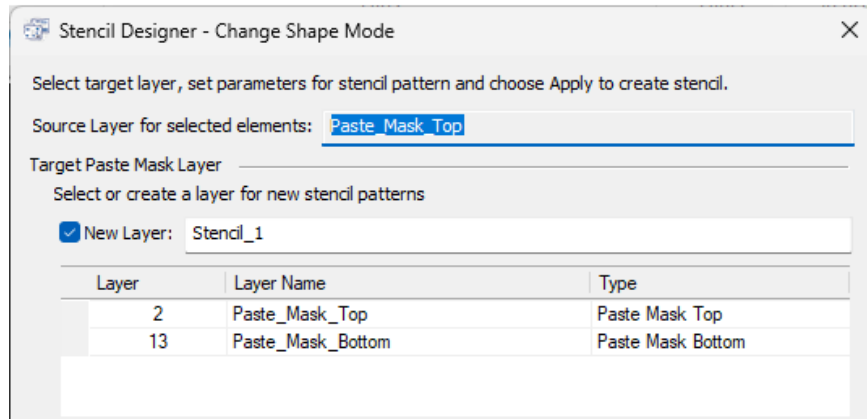 Stencil Designer - Change Shape Mode
Select target layer, set parameters for stencil pattern and choose Apply to create stencil.
Source Layer for selected elements: Paste_Mask_Top
Target Paste Mask Layer
Select or create a layer for new stencil patterns
New Layer: Stencil_1
Layer Layer Name Type
2 Paste_Mask_Top Paste Mask Top
13 Paste_Mask_Bottom Paste Mask Bottom